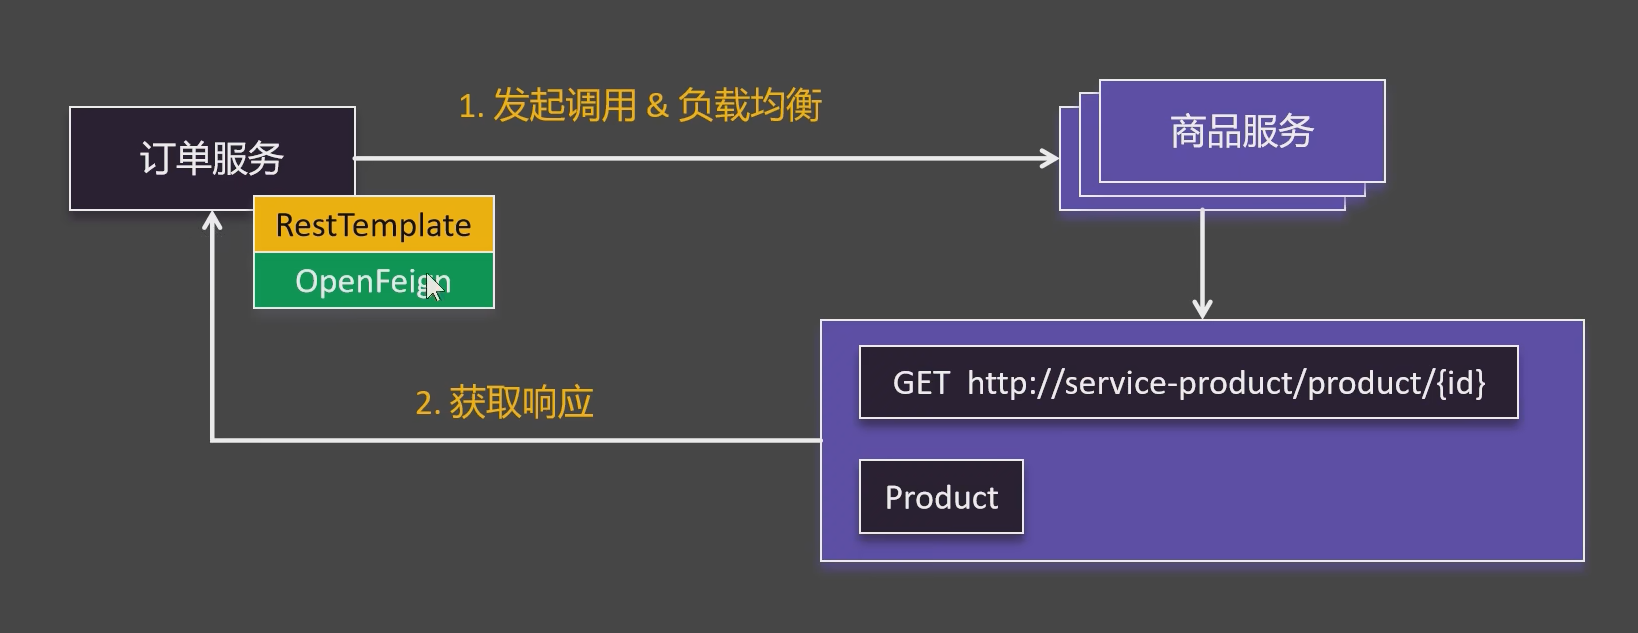 1. 发起调用 & 负载均衡
订单服务
商品服务
RestTemplate
OpenFeign
GET http://service-product/product/{id}
2. 获取响应
Product